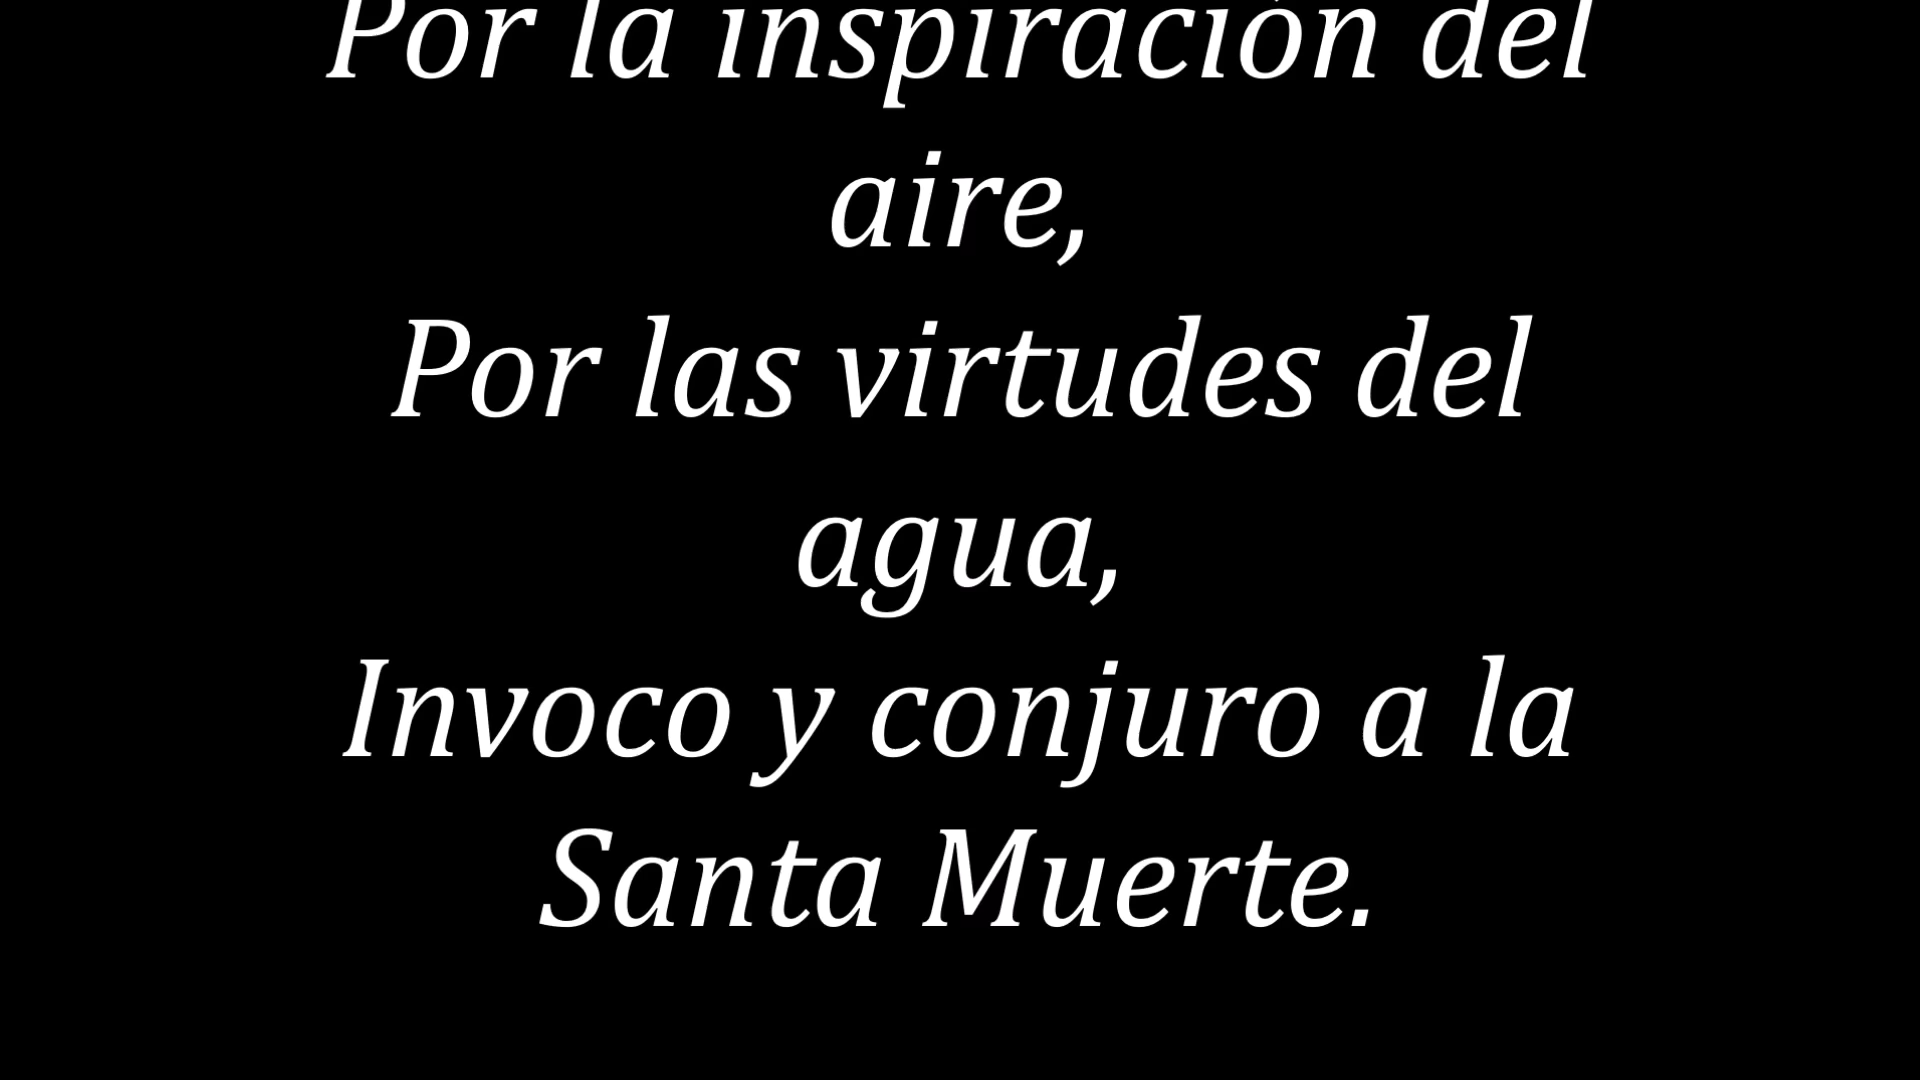 Por la inspiración del
aire,
Por las virtudes del
agua,
Invoco y conjuro a la
Santa Muerte.